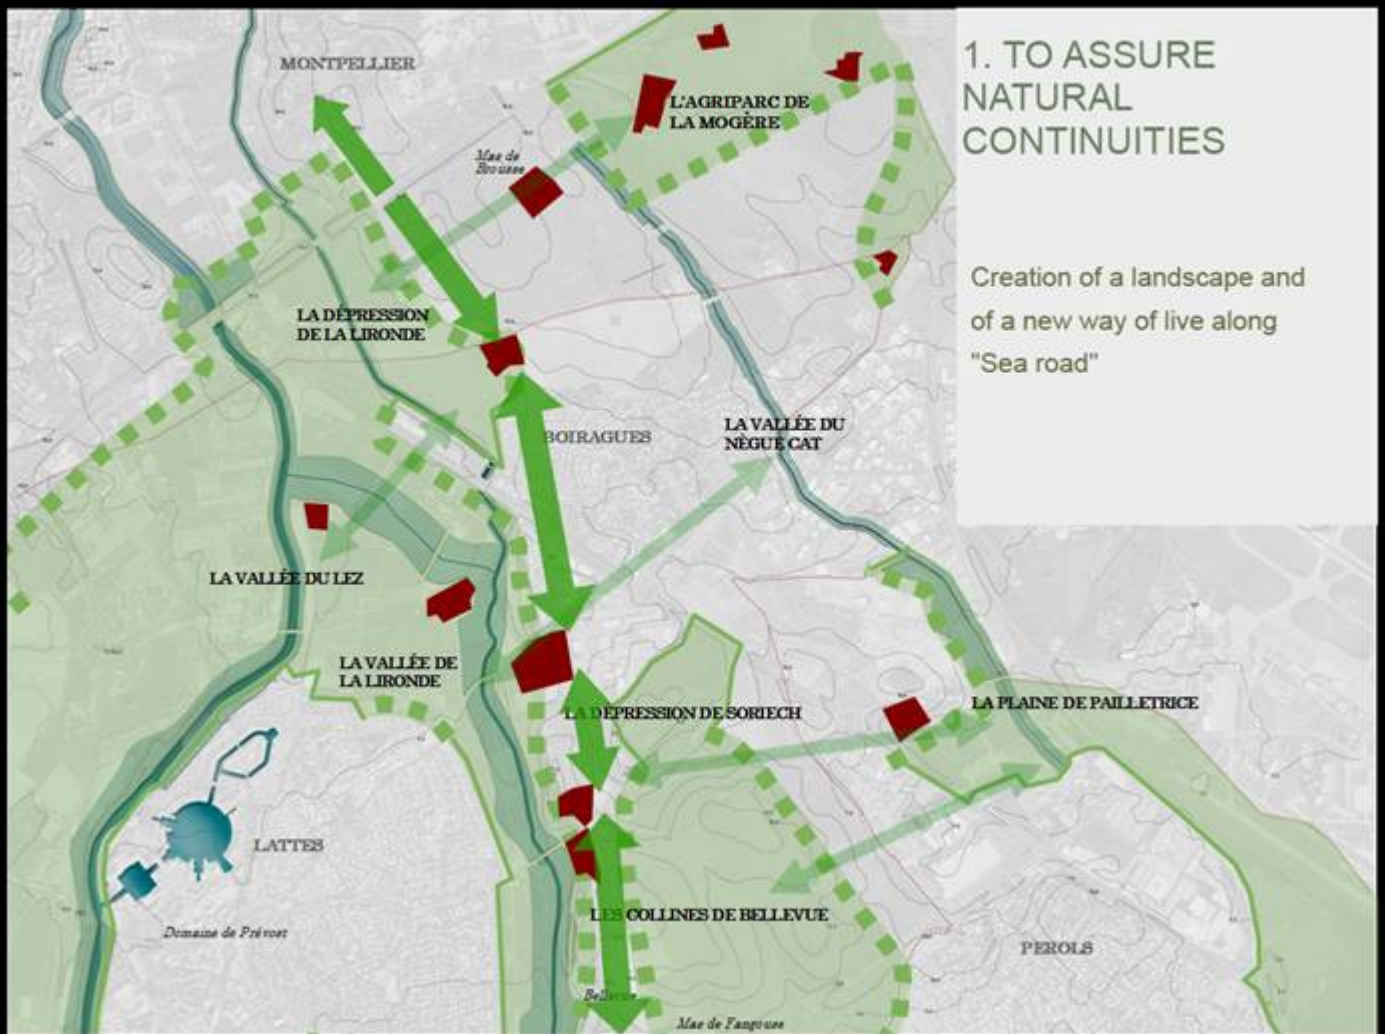 1. TO ASSURE
NATURAL
CONTINUITIES
Creation of a landscape and
of a new way of live along
"Sea road"
MONTPELLIER
L'AGRIPARC DE
LA MOGÈRE
Mas de
Brousse
LA DÉPRESSION
DE LA LIRONDE
BOIRAGUES
LA VALLÉE DU
NÈGUE CAT
LA VALLÉE DU LEZ
LA VALLÉE DE
LA LIRONDE
LA DEPRESSION DE SORIECH
LA PLAINE DE PAILLETRICE
LATTES
LES COLLINES DE BELLEVUE
Domaine de Prévost
PEROLS
Bellevue
Mas de Fangouse